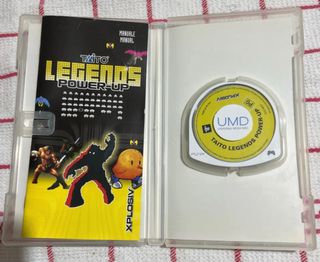 MANUALE
MANUAL
TAITO
LEGENDS
POWER-UP
XPLOSIV
UMD
TAITO LEGENDS POWER-UP